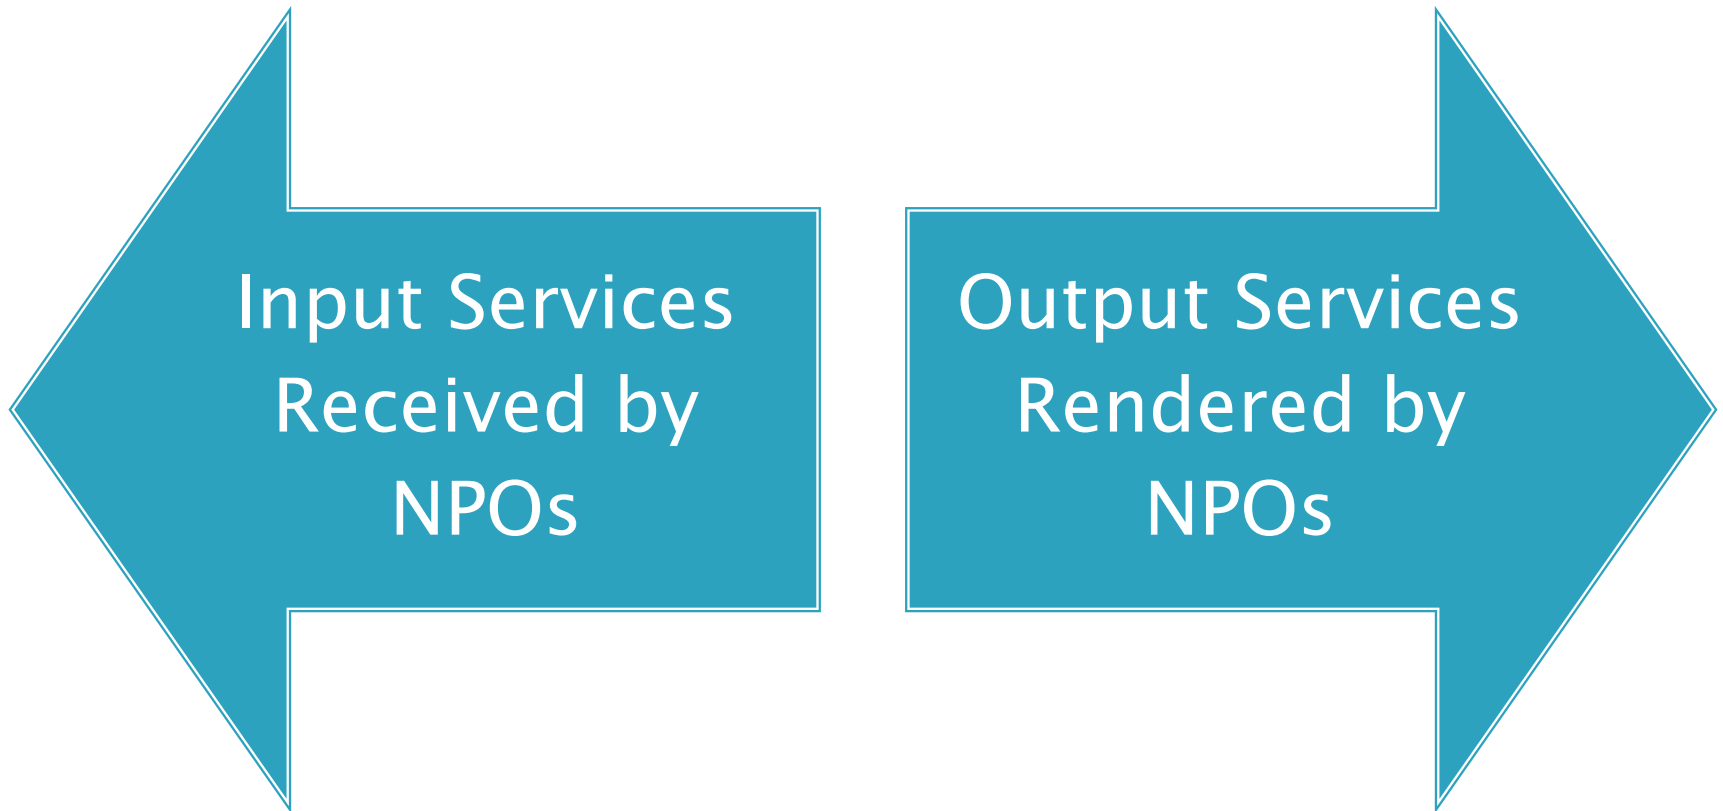 Input Services
Received by
NPOs
Output Services
Rendered by
NPOs